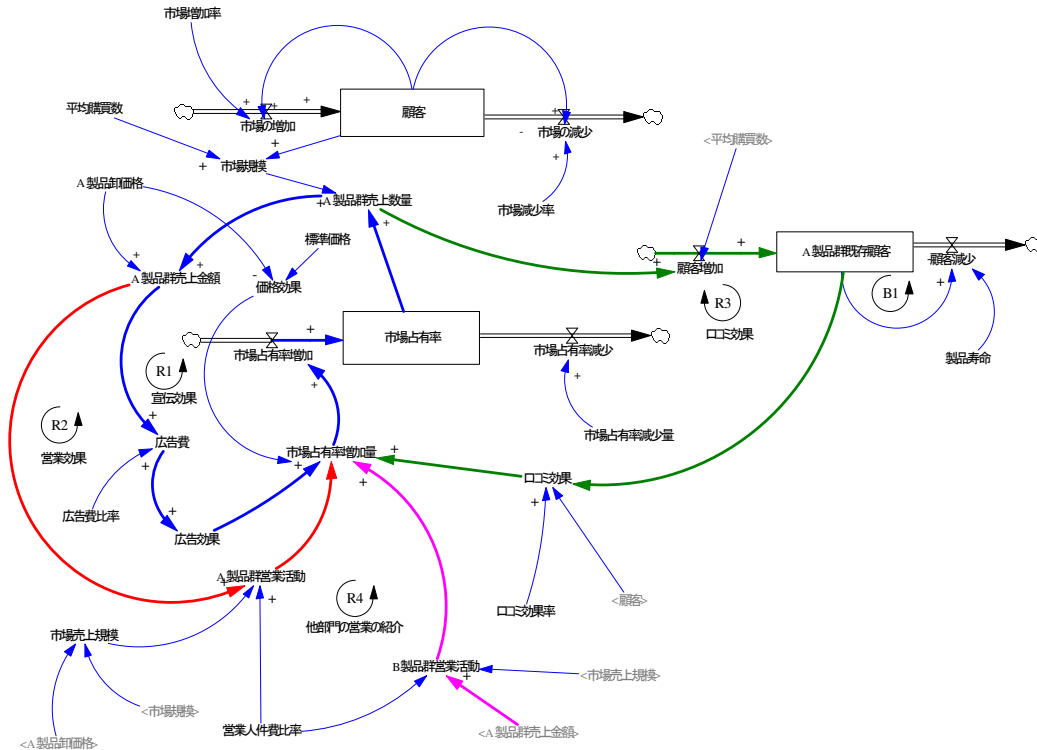 市場増加率
平均購買数
市場の増加
顧客
市場の減少
市場規模
<平均購買数>
A製品卸価格
A製品群売上数量
市場減少率
標準価格
A製品群売上金額
価格効果
顧客増加
A製品群既存顧客
顧客減少
B1
R3
口コミ効果
市場占有率
市場占有率増加
市場占有率減少
製品寿命
R1
宣伝効果
R2
営業効果
広告費
市場占有率増加量
市場占有率減少量
口コミ効果
広告費比率
広告効果
A製品群営業活動
R4
他部門の営業の紹介
口コミ効果率
<顧客>
市場売上規模
B製品群営業活動
<市場売上規模>
<市場規模>
営業人件費比率
<A製品群売上金額>
<A製品卸価格>